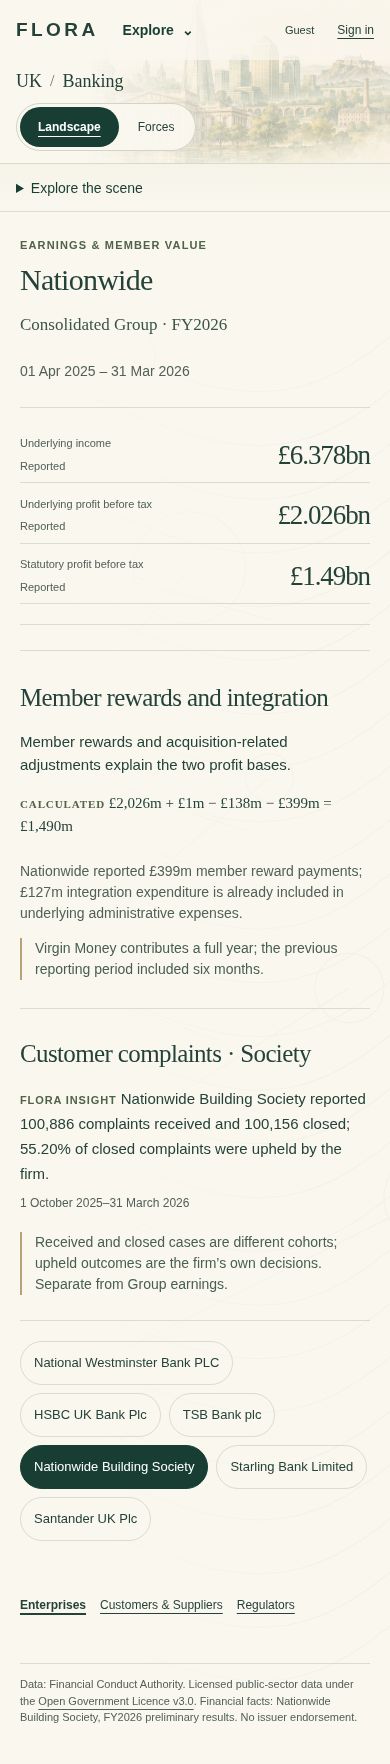 FLORA Explore ⌄ Guest Sign in
UK / Banking
Landscape Forces
▶ Explore the scene
EARNINGS & MEMBER VALUE
Nationwide
Consolidated Group · FY2026
01 Apr 2025 – 31 Mar 2026
Underlying income
Reported
£6.378bn
Underlying profit before tax
Reported
£2.026bn
Statutory profit before tax
Reported
£1.49bn
Member rewards and integration
Member rewards and acquisition-related
adjustments explain the two profit bases.
CALCULATED £2,026m + £1m − £138m − £399m =
£1,490m
Nationwide reported £399m member reward payments;
£127m integration expenditure is already included in
underlying administrative expenses.
Virgin Money contributes a full year; the previous
reporting period included six months.
Customer complaints · Society
FLORA INSIGHT Nationwide Building Society reported
100,886 complaints received and 100,156 closed;
55.20% of closed complaints were upheld by the
firm.
1 October 2025–31 March 2026
Received and closed cases are different cohorts;
upheld outcomes are the firm's own decisions.
Separate from Group earnings.
National Westminster Bank PLC
HSBC UK Bank Plc TSB Bank plc
Nationwide Building Society Starling Bank Limited
Santander UK Plc
Enterprises Customers & Suppliers Regulators
Data: Financial Conduct Authority. Licensed public-sector data under
the Open Government Licence v3.0. Financial facts: Nationwide
Building Society, FY2026 preliminary results. No issuer endorsement.